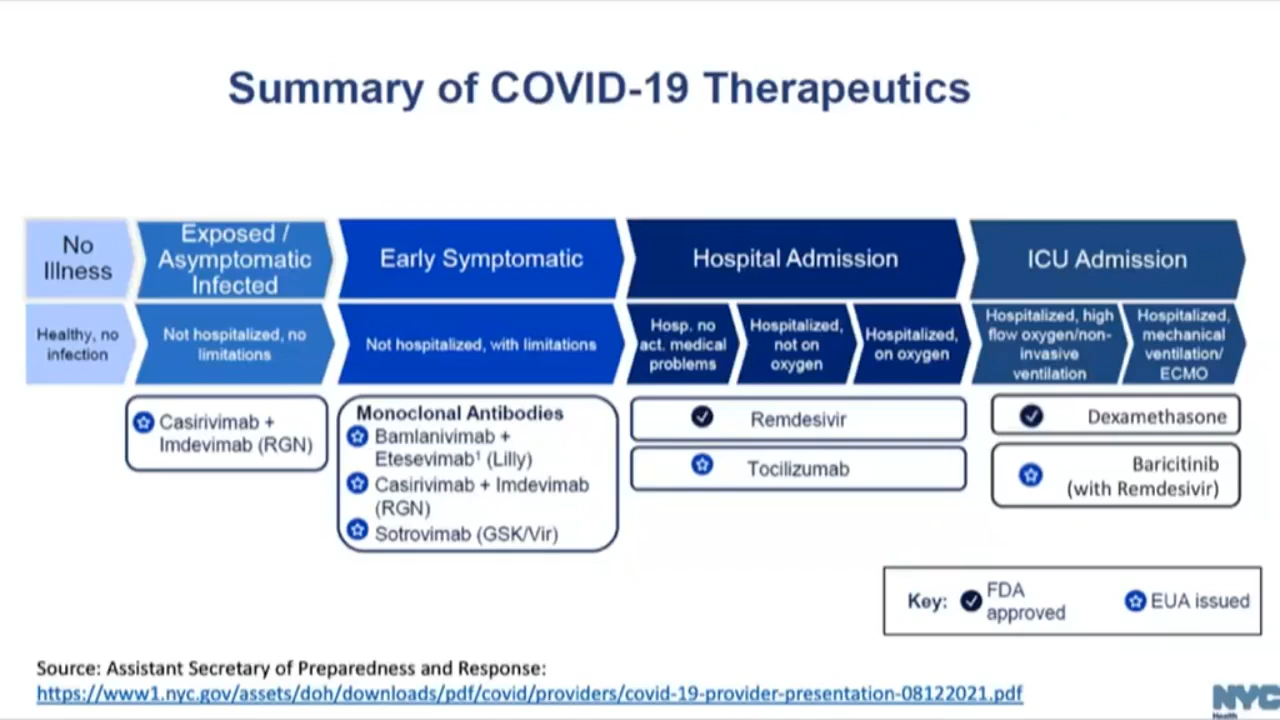 Summary of COVID-19 Therapeutics
No
Illness
Exposed /
Asymptomatic
Infected
Early Symptomatic
Hospital Admission
ICU Admission
Healthy, no
infection
Not hospitalized, no
limitations
Not hospitalized, with limitations
Hosp. no
act. medical
problems
Hospitalized,
not on
oxygen
Hospitalized,
on oxygen
Hospitalized, high
flow oxygen/non-
invasive
ventilation
Hospitalized,
mechanical
ventilation/
ECMO
Casirivimab +
Imdevimab (RGN)
Monoclonal Antibodies
Bamlanivimab +
Etesevimab¹ (Lilly)
Casirivimab + Imdevimab
(RGN)
Sotrovimab (GSK/Vir)
Remdesivir
Tocilizumab
Dexamethasone
Baricitinib
(with Remdesivir)
Key:
FDA
approved
EUA issued
Source: Assistant Secretary of Preparedness and Response:
https://www1.nyc.gov/assets/doh/downloads/pdf/covid/providers/covid-19-provider-presentation-08122021.pdf
NYC
Health